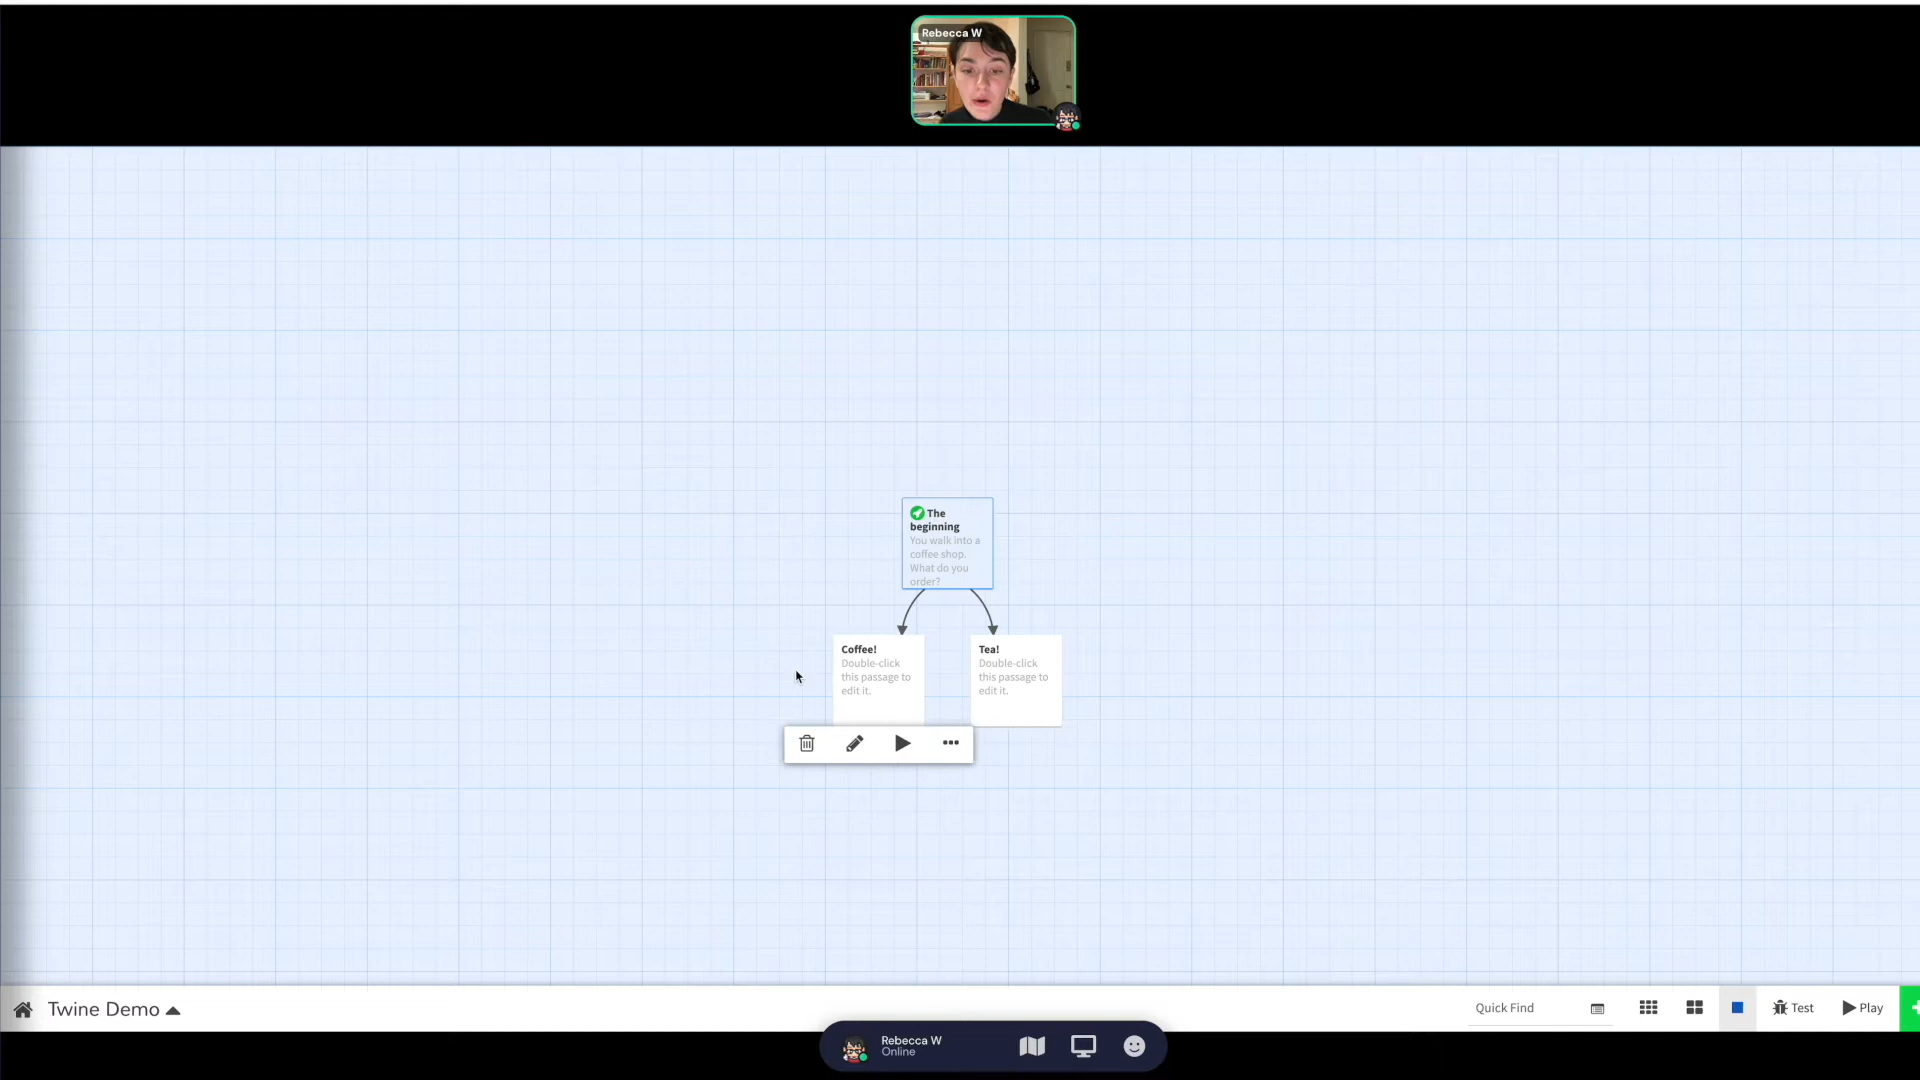 Rebecca W
The
beginning
You walk into a
coffee shop.
What do you
order?
Coffee!
Double-click
this passage to
edit it.
Tea!
Double-click
this passage to
edit it.
Twine Demo
Quick Find
Test
Play
Rebecca W
Online